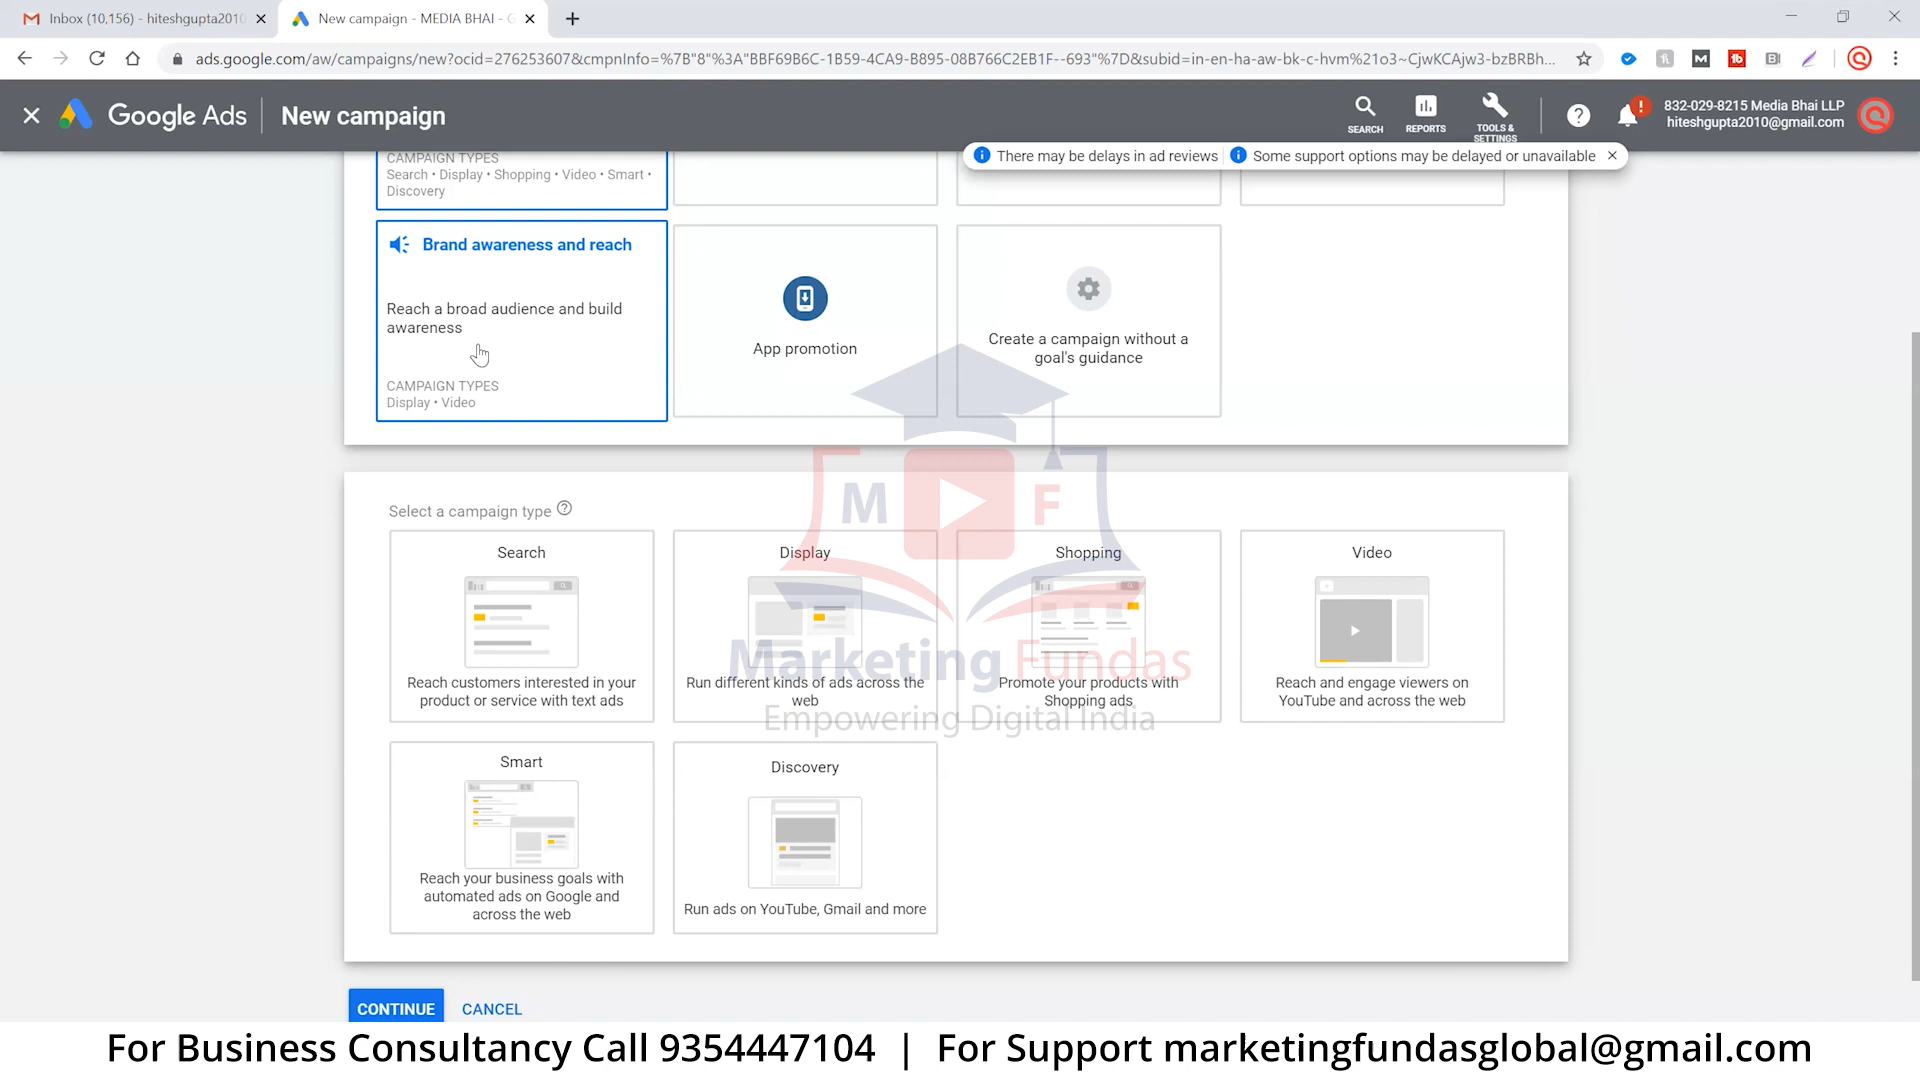 Inbox (10,156) - hiteshgupta2010
New campaign - MEDIA BHAI - G
ads.google.com/aw/campaigns/new?ocid=276253607&cmpnInfo=%7B"8"%3A"BBF69B6C-1B59-4CA9-B895-08B766C2EB1F--693"%7D&subid=in-en-ha-aw-bk-c-hvm%21o3~CjwKCAjw3-bzBRBh...
Google Ads
New campaign
SEARCH
REPORTS
TOOLS &
SETTINGS
832-029-8215 Media Bhai LLP
hiteshgupta2010@gmail.com
There may be delays in ad reviews
Some support options may be delayed or unavailable
CAMPAIGN TYPES
Search • Display • Shopping • Video • Smart •
Discovery
Brand awareness and reach
Reach a broad audience and build
awareness
CAMPAIGN TYPES
Display • Video
App promotion
Create a campaign without a
goal's guidance
Select a campaign type
Search
Reach customers interested in your
product or service with text ads
Display
Run different kinds of ads across the
web
Shopping
Promote your products with
Shopping ads
Video
Reach and engage viewers on
YouTube and across the web
Smart
Reach your business goals with
automated ads on Google and
across the web
Discovery
Run ads on YouTube, Gmail and more
M F
Marketing Fundas
Empowering Digital India
CONTINUE
CANCEL
For Business Consultancy Call 9354447104 | For Support marketingfundasglobal@gmail.com